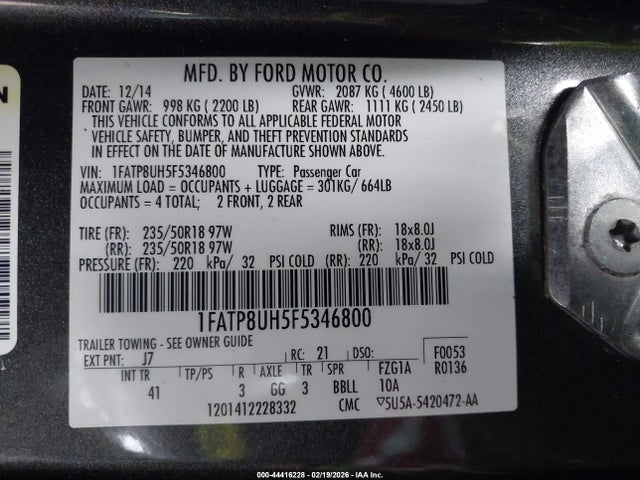 N
MFD. BY FORD MOTOR CO.
DATE: 12/14 GVWR: 2087 KG ( 4600 LB)
FRONT GAWR: 998 KG ( 2200 LB) REAR GAWR: 1111 KG ( 2450 LB)
THIS VEHICLE CONFORMS TO ALL APPLICABLE FEDERAL MOTOR
VEHICLE SAFETY, BUMPER, AND THEFT PREVENTION STANDARDS
IN EFFECT ON THE DATE OF MANUFACTURE SHOWN ABOVE.
VIN: 1FATP8UH5F5346800 TYPE: Passenger Car
MAXIMUM LOAD = OCCUPANTS + LUGGAGE = 301KG/ 664LB
OCCUPANTS = 4 TOTAL; 2 FRONT, 2 REAR
TIRE (FR): 235/50R18 97W RIMS (FR): 18x8.0J
(RR): 235/50R18 97W (RR): 18x8.0J
PRESSURE (FR): 220 kPa/ 32 PSI COLD (RR): 220 kPa/ 32 PSI COLD
1FATP8UH5F5346800
TRAILER TOWING - SEE OWNER GUIDE
EXT PNT: J7 RC: 21 DSO: F0053
INT TR TP/PS R AXLE TR SPR FZG1A R0136
41 3 GG 3 BBLL 10A
1201412228332 CMC ▽5U5A-5420472-AA
000-44416228 - 02/19/2026 - IAA Inc.